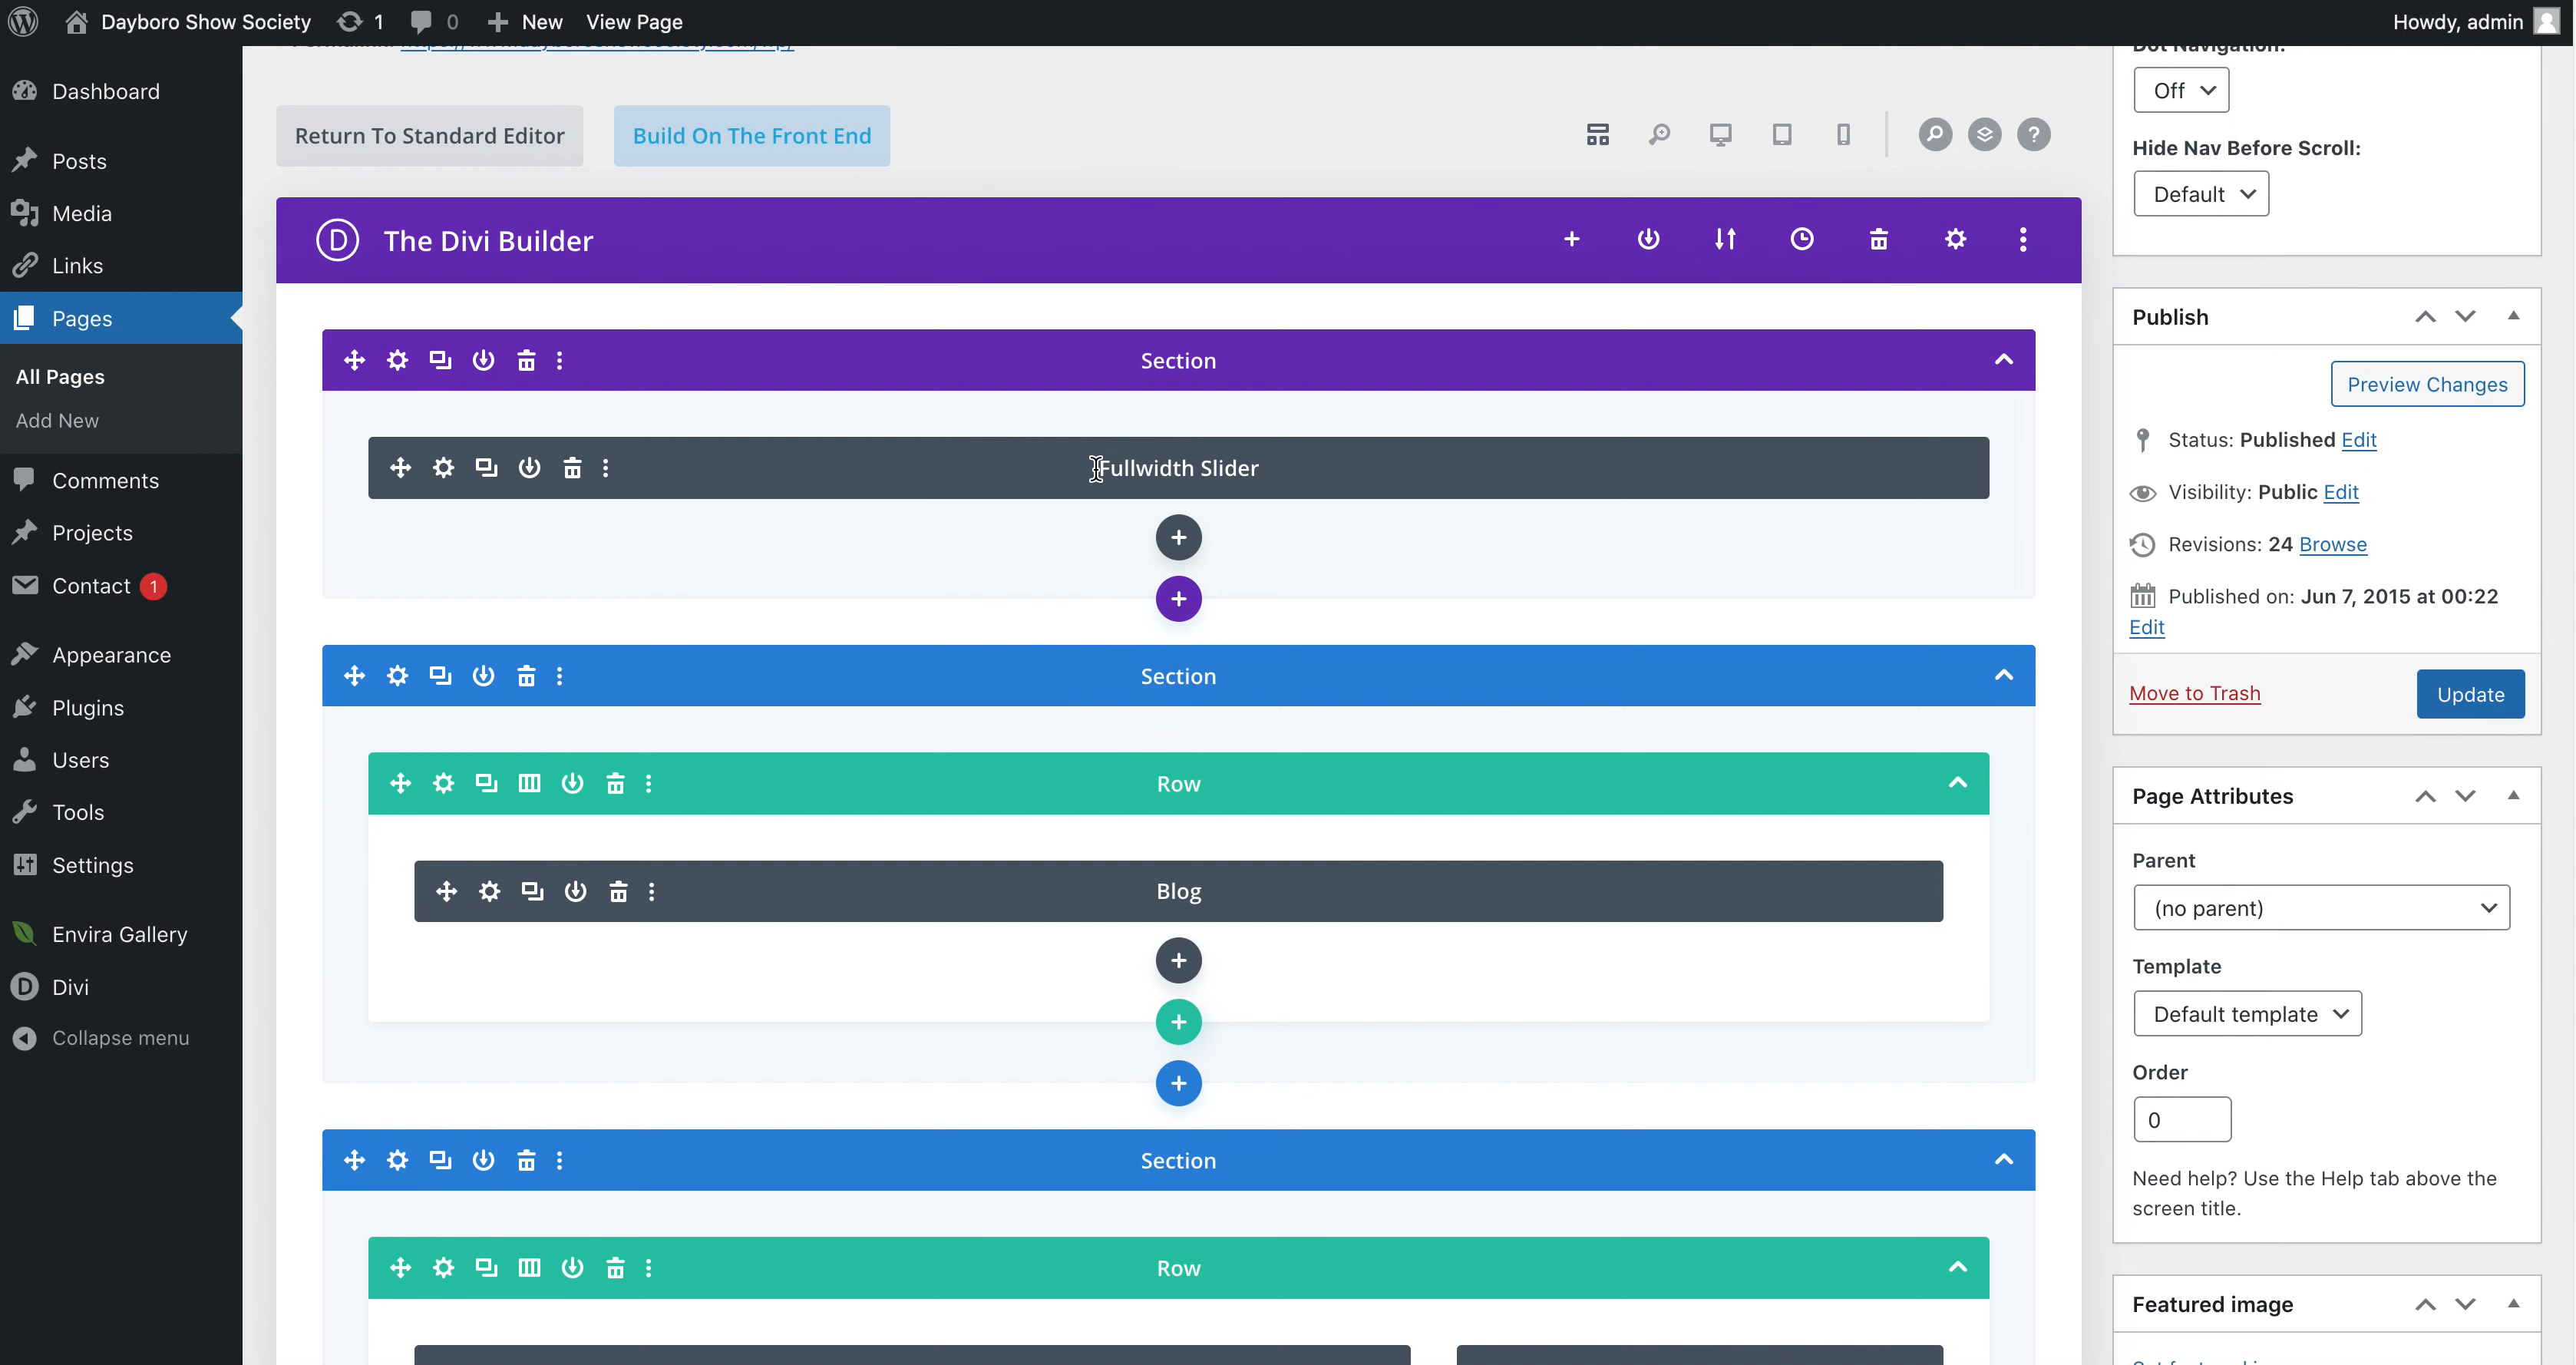 Dayboro Show Society 1 0 New View Page Howdy, admin
Dashboard
Posts
Media
Links
Pages
All Pages
Add New
Comments
Projects
Contact 1
Appearance
Plugins
Users
Tools
Settings
Envira Gallery
Divi
Collapse menu
Return To Standard Editor
Build On The Front End
The Divi Builder
Section
Fullwidth Slider
Section
Row
Blog
Section
Row
Dot Navigation:
Off
Hide Nav Before Scroll:
Default
Publish
Preview Changes
Status: Published Edit
Visibility: Public Edit
Revisions: 24 Browse
Published on: Jun 7, 2015 at 00:22
Edit
Move to Trash
Update
Page Attributes
Parent
(no parent)
Template
Default template
Order
0
Need help? Use the Help tab above the
screen title.
Featured image